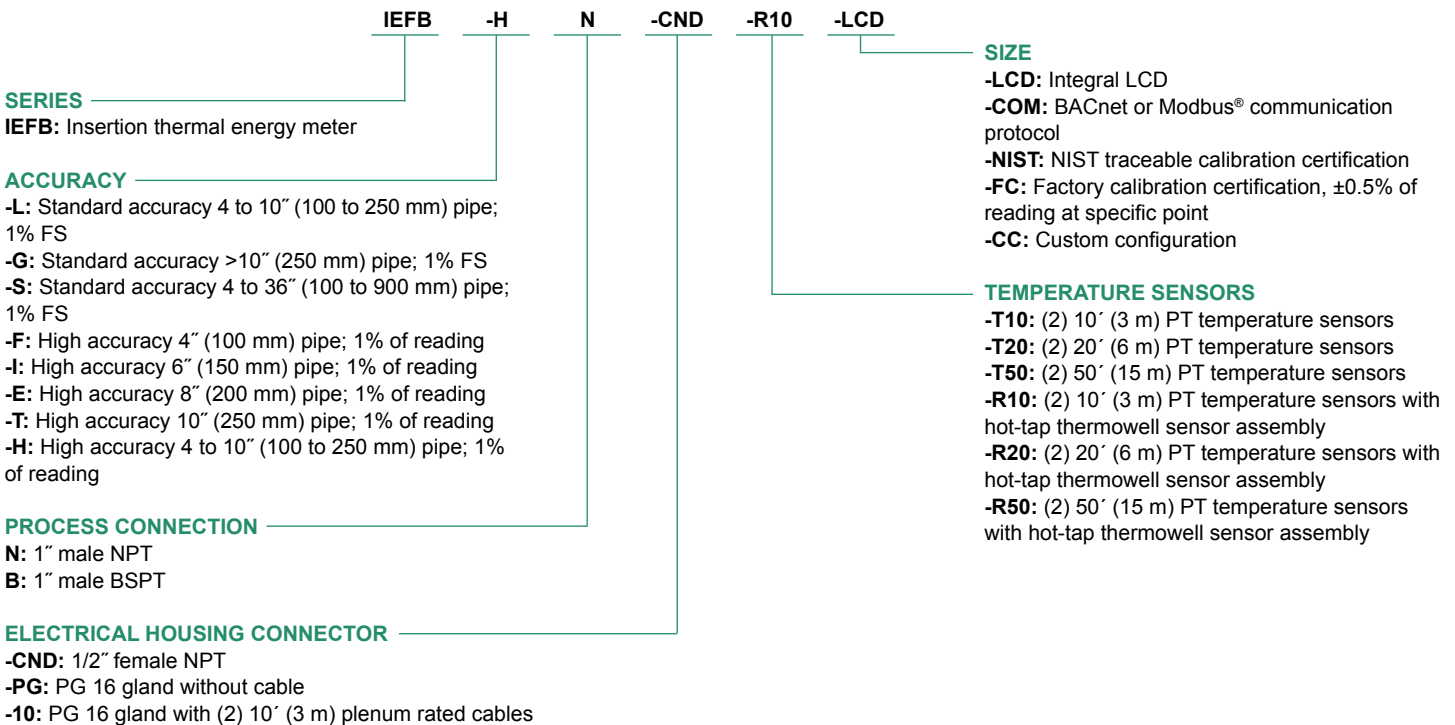 IEFB -H N -CND -R10 -LCD
SERIES
IEFB: Insertion thermal energy meter
ACCURACY
-L: Standard accuracy 4 to 10˝ (100 to 250 mm) pipe;
1% FS
-G: Standard accuracy >10˝ (250 mm) pipe; 1% FS
-S: Standard accuracy 4 to 36˝ (100 to 900 mm) pipe;
1% FS
-F: High accuracy 4˝ (100 mm) pipe; 1% of reading
-I: High accuracy 6˝ (150 mm) pipe; 1% of reading
-E: High accuracy 8˝ (200 mm) pipe; 1% of reading
-T: High accuracy 10˝ (250 mm) pipe; 1% of reading
-H: High accuracy 4 to 10˝ (100 to 250 mm) pipe; 1%
of reading
PROCESS CONNECTION
N: 1˝ male NPT
B: 1˝ male BSPT
ELECTRICAL HOUSING CONNECTOR
-CND: 1/2˝ female NPT
-PG: PG 16 gland without cable
-10: PG 16 gland with (2) 10´ (3 m) plenum rated cables
SIZE
-LCD: Integral LCD
-COM: BACnet or Modbus® communication
protocol
-NIST: NIST traceable calibration certification
-FC: Factory calibration certification, ±0.5% of
reading at specific point
-CC: Custom configuration
TEMPERATURE SENSORS
-T10: (2) 10´ (3 m) PT temperature sensors
-T20: (2) 20´ (6 m) PT temperature sensors
-T50: (2) 50´ (15 m) PT temperature sensors
-R10: (2) 10´ (3 m) PT temperature sensors with
hot-tap thermowell sensor assembly
-R20: (2) 20´ (6 m) PT temperature sensors with
hot-tap thermowell sensor assembly
-R50: (2) 50´ (15 m) PT temperature sensors
with hot-tap thermowell sensor assembly